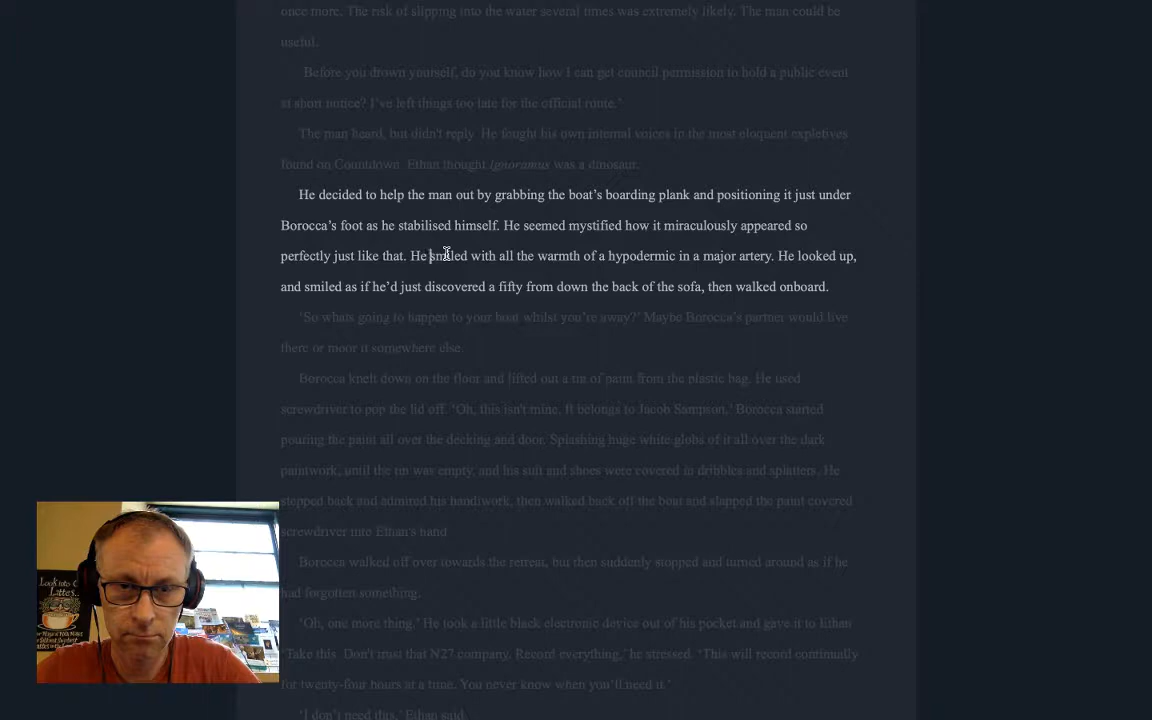 once more. The risk of slipping into the water several times was extremely likely. The man could be
useful.
Before you drown yourself, do you know how I can get council permission to hold a public event
at short notice? I've left things too late for the official route.'
The man heard, but didn't reply. He fought his own internal voices in the most eloquent expletives
found on Countdown. Ethan thought Ignoramus was a dinosaur.
He decided to help the man out by grabbing the boat's boarding plank and positioning it just under
Borocca's foot as he stabilised himself. He seemed mystified how it miraculously appeared so
perfectly just like that. He smiled with all the warmth of a hypodermic in a major artery. He looked up,
and smiled as if he'd just discovered a fifty from down the back of the sofa, then walked onboard.
'So whats going to happen to your boat whilst you're away?' Maybe Borocca's partner would live
there or moor it somewhere else.
Borocca knelt down on the floor and lifted out a tin of paint from the plastic bag. He used
screwdriver to pop the lid off. 'Oh, this isn't mine. It belongs to Jacob Sampson,' Borocca started
pouring the paint all over the decking and door. Splashing huge white globs of it all over the dark
paintwork, until the tin was empty, and his suit and shoes were covered in dribbles and splatters. He
stepped back and admired his handiwork, then walked back off the boat and slapped the paint covered
screwdriver into Ethan's hand
Borocca walked off over towards the retreat, but then suddenly stopped and turned around as if he
had forgotten something.
'Oh, one more thing.' He took a little black electronic device out of his pocket and gave it to Ethan
'Take this. Don't trust that N27 company. Record everything,' he stressed. 'This will record continually
for twenty-four hours at a time. You never know when you'll need it.'
'I don't need this,' Ethan said.
Look into
Lattes..